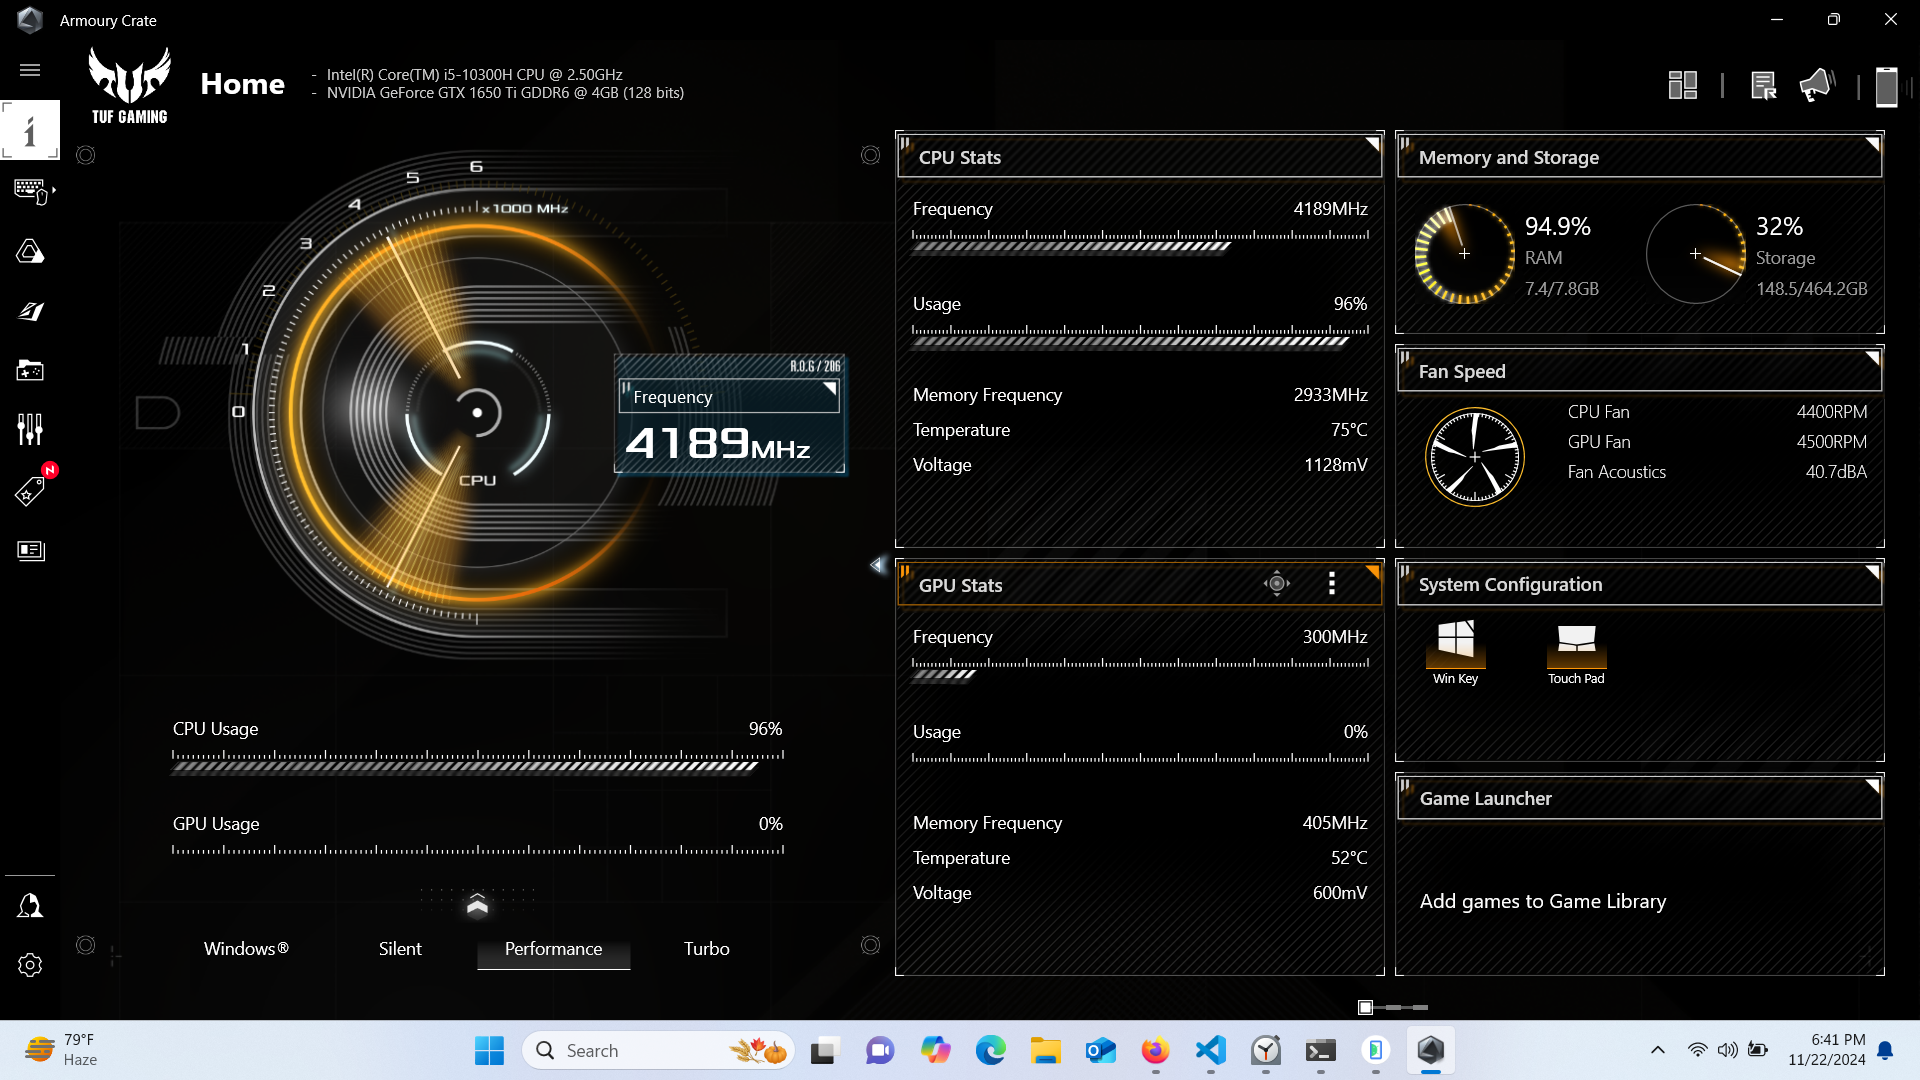 Armoury Crate
TUF GAMING
Home
- Intel(R) Core(TM) i5-10300H CPU @ 2.50GHz
- NVIDIA GeForce GTX 1650 Ti GDDR6 @ 4GB (128 bits)
N
6
5
4
3
2
1
0
x1000 MHz
CPU
R.O.G / 206
Frequency
4189MHz
CPU Usage 96%
GPU Usage 0%
Windows® Silent Performance Turbo
CPU Stats
Frequency 4189MHz
Usage 96%
Memory Frequency 2933MHz
Temperature 75°C
Voltage 1128mV
GPU Stats
Frequency 300MHz
Usage 0%
Memory Frequency 405MHz
Temperature 52°C
Voltage 600mV
Memory and Storage
94.9%
RAM
7.4/7.8GB
32%
Storage
148.5/464.2GB
Fan Speed
CPU Fan 4400RPM
GPU Fan 4500RPM
Fan Acoustics 40.7dBA
System Configuration
Win Key
Touch Pad
Game Launcher
Add games to Game Library
79°F
Haze
Search
6:41 PM
11/22/2024